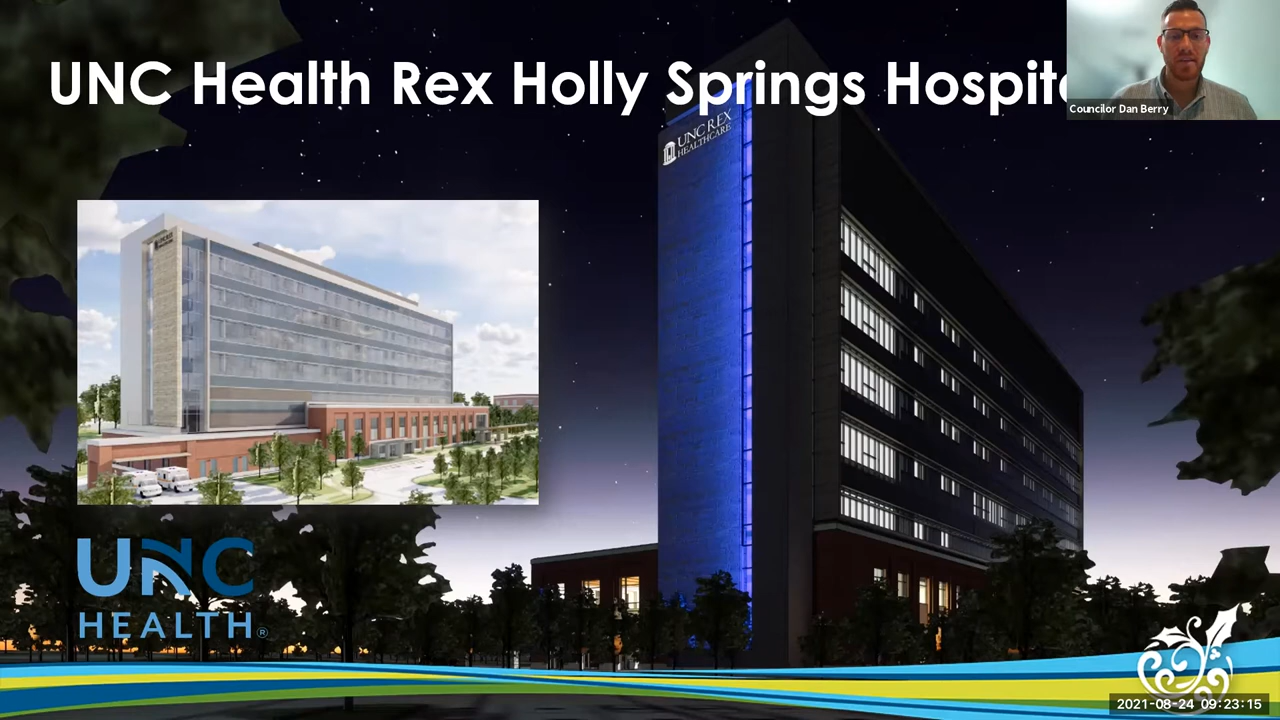 UNC Health Rex Holly Springs Hospit
Councilor Dan Berry
UNC REX
HEALTHCARE
UNC
HEALTH®
2021-08-24 09:23:15